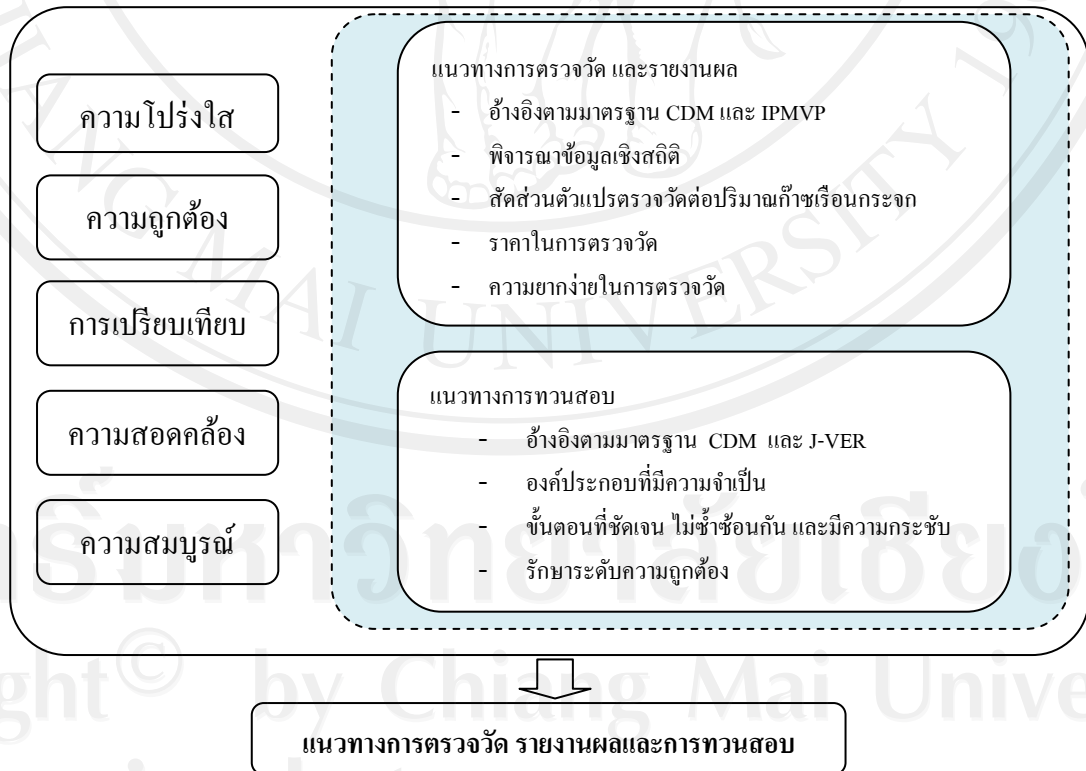 ความโปร่งใส
ความถูกต้อง
การเปรียบเทียบ
ความสอดคล้อง
ความสมบูรณ์
แนวทางการตรวจวัด และรายงานผล
- อ้างอิงตามมาตรฐาน CDM และ IPMVP
- พิจารณาข้อมูลเชิงสถิติ
- สัดส่วนตัวแปรตรวจวัดต่อปริมาณก๊าซเรือนกระจก
- ราคาในการตรวจวัด
- ความยากง่ายในการตรวจวัด
แนวทางการทวนสอบ
- อ้างอิงตามมาตรฐาน CDM และ J-VER
- องค์ประกอบที่มีความจำเป็น
- ขั้นตอนที่ชัดเจน ไม่ซ้ำซ้อนกัน และมีความกระชับ
- รักษาระดับความถูกต้อง
แนวทางการตรวจวัด รายงานผลและการทวนสอบ
MAI UNIVERSITY 19
ght© by Chiang Mai Unive